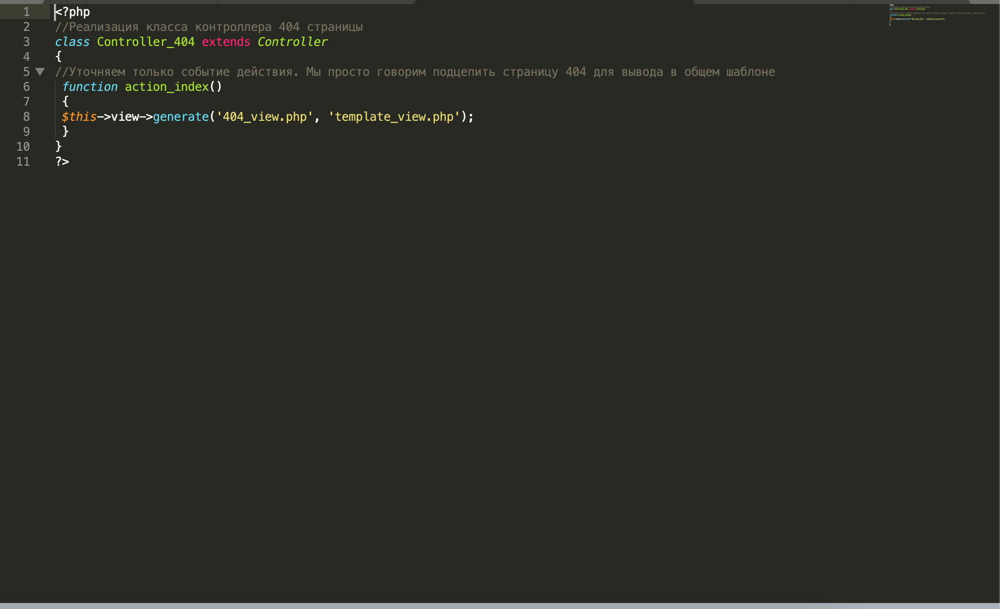 1 <?php
2 //Реализация класса контроллера 404 страницы
3 class Controller_404 extends Controller
4 {
5 //Уточняем только событие действия. Мы просто говорим подцепить страницу 404 для вывода в общем шаблоне
6 function action_index()
7 {
8 $this->view->generate('404_view.php', 'template_view.php');
9 }
10 }
11 ?>